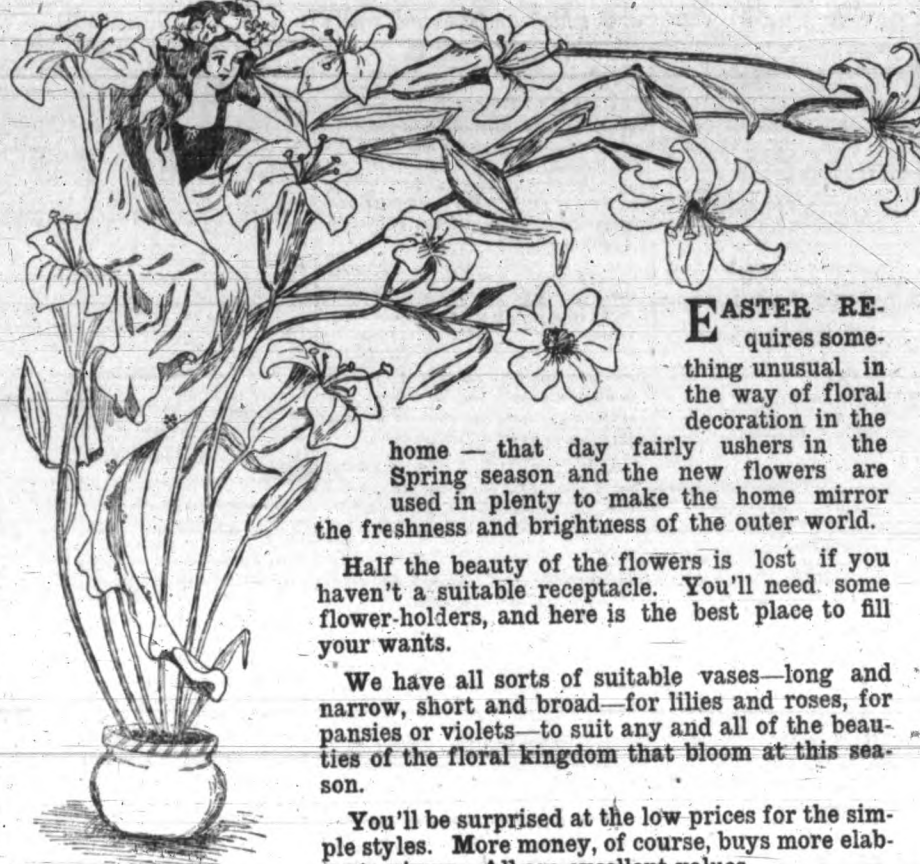 EASTER RE-
quires some-
thing unusual in
the way of floral
decoration in the
home — that day fairly ushers in the
Spring season and the new flowers are
used in plenty to make the home mirror
the freshness and brightness of the outer world.
Half the beauty of the flowers is lost if you
haven't a suitable receptacle. You'll need some
flower-holders, and here is the best place to fill
your wants.
We have all sorts of suitable vases—long and
narrow, short and broad—for lilies and roses, for
pansies or violets—to suit any and all of the beau-
ties of the floral kingdom that bloom at this sea-
son.
You'll be surprised at the low prices for the sim-
ple styles. More money, of course, buys more elab-
All are excellent values